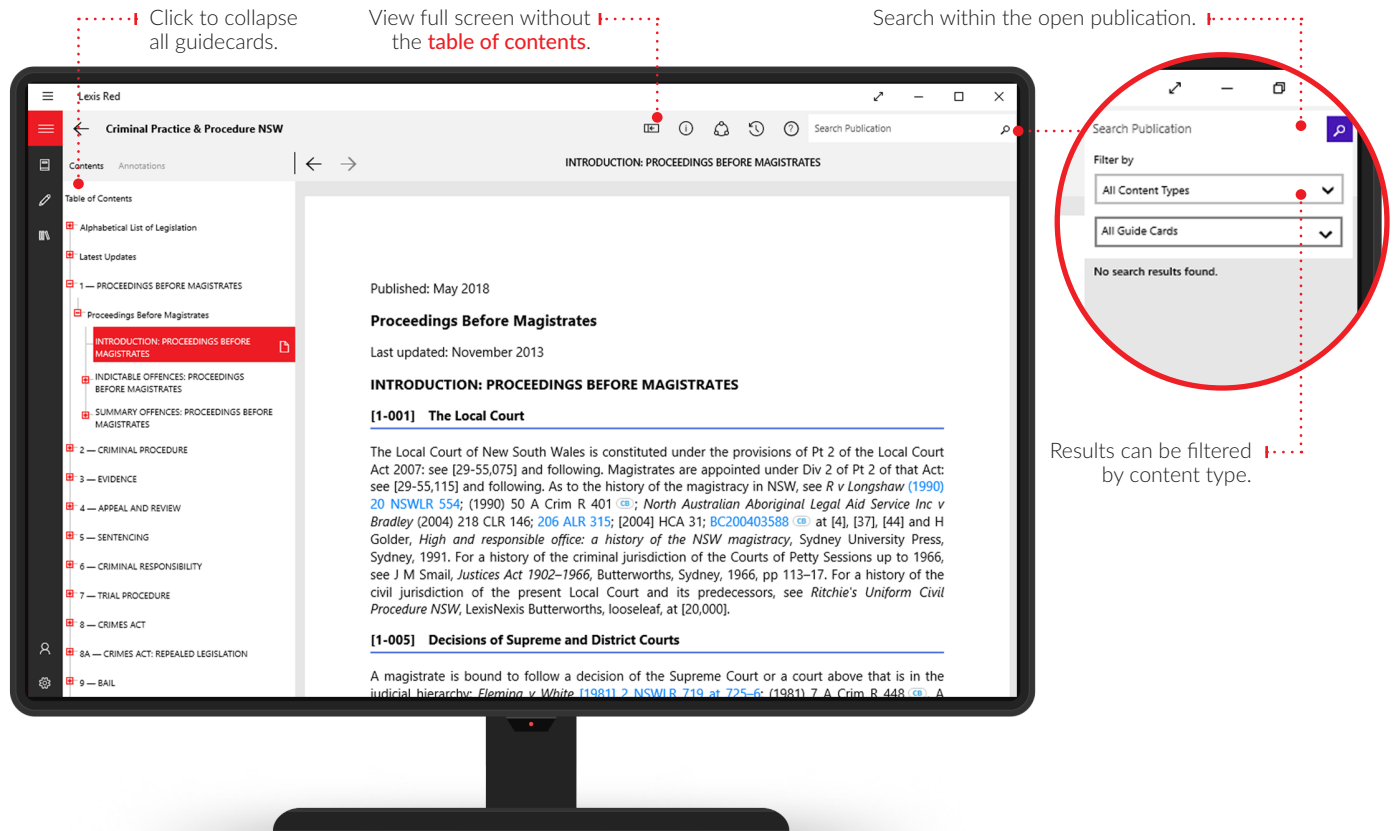 Click to collapse
all guidecards.
View full screen without
the table of contents.
Search within the open publication.
Lexis Red
Criminal Practice & Procedure NSW
Search Publication
Contents Annotations
INTRODUCTION: PROCEEDINGS BEFORE MAGISTRATES
Table of Contents
Alphabetical List of Legislation
Latest Updates
1 — PROCEEDINGS BEFORE MAGISTRATES
Proceedings Before Magistrates
INTRODUCTION: PROCEEDINGS BEFORE
MAGISTRATES
INDICTABLE OFFENCES: PROCEEDINGS
BEFORE MAGISTRATES
SUMMARY OFFENCES: PROCEEDINGS BEFORE
MAGISTRATES
2 — CRIMINAL PROCEDURE
3 — EVIDENCE
4 — APPEAL AND REVIEW
5 — SENTENCING
6 — CRIMINAL RESPONSIBILITY
7 — TRIAL PROCEDURE
8 — CRIMES ACT
8A — CRIMES ACT: REPEALED LEGISLATION
9 — BAIL
Published: May 2018
Proceedings Before Magistrates
Last updated: November 2013
INTRODUCTION: PROCEEDINGS BEFORE MAGISTRATES
[1-001] The Local Court
The Local Court of New South Wales is constituted under the provisions of Pt 2 of the Local Court
Act 2007: see [29-55,075] and following. Magistrates are appointed under Div 2 of Pt 2 of that Act:
see [29-55,115] and following. As to the history of the magistracy in NSW, see R v Longshaw (1990)
20 NSWLR 554; (1990) 50 A Crim R 401 CB; North Australian Aboriginal Legal Aid Service Inc v
Bradley (2004) 218 CLR 146; 206 ALR 315; [2004] HCA 31; BC200403588 CB at [4], [37], [44] and H
Golder, High and responsible office: a history of the NSW magistracy, Sydney University Press,
Sydney, 1991. For a history of the criminal jurisdiction of the Courts of Petty Sessions up to 1966,
see J M Smail, Justices Act 1902–1966, Butterworths, Sydney, 1966, pp 113–17. For a history of the
civil jurisdiction of the present Local Court and its predecessors, see Ritchie's Uniform Civil
Procedure NSW, LexisNexis Butterworths, looseleaf, at [20,000].
[1-005] Decisions of Supreme and District Courts
A magistrate is bound to follow a decision of the Supreme Court or a court above that is in the
judicial hierarchy: Fleming v White [1981] 2 NSWLR 719 at 725–6; (1981) 7 A Crim R 448 CB. A
Search Publication
Filter by
All Content Types
All Guide Cards
No search results found.
Results can be filtered
by content type.